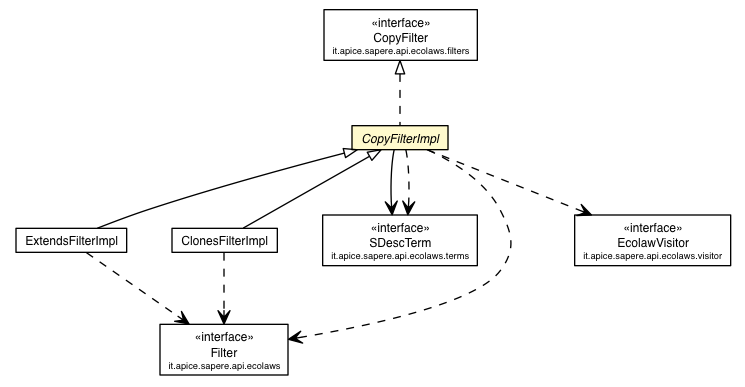 «interface»
CopyFilter
it.apice.sapere.api.ecolaws.filters
CopyFilterImpl
ExtendsFilterImpl
ClonesFilterImpl
«interface»
SDescTerm
it.apice.sapere.api.ecolaws.terms
«interface»
EcolawVisitor
it.apice.sapere.api.ecolaws.visitor
«interface»
Filter
it.apice.sapere.api.ecolaws